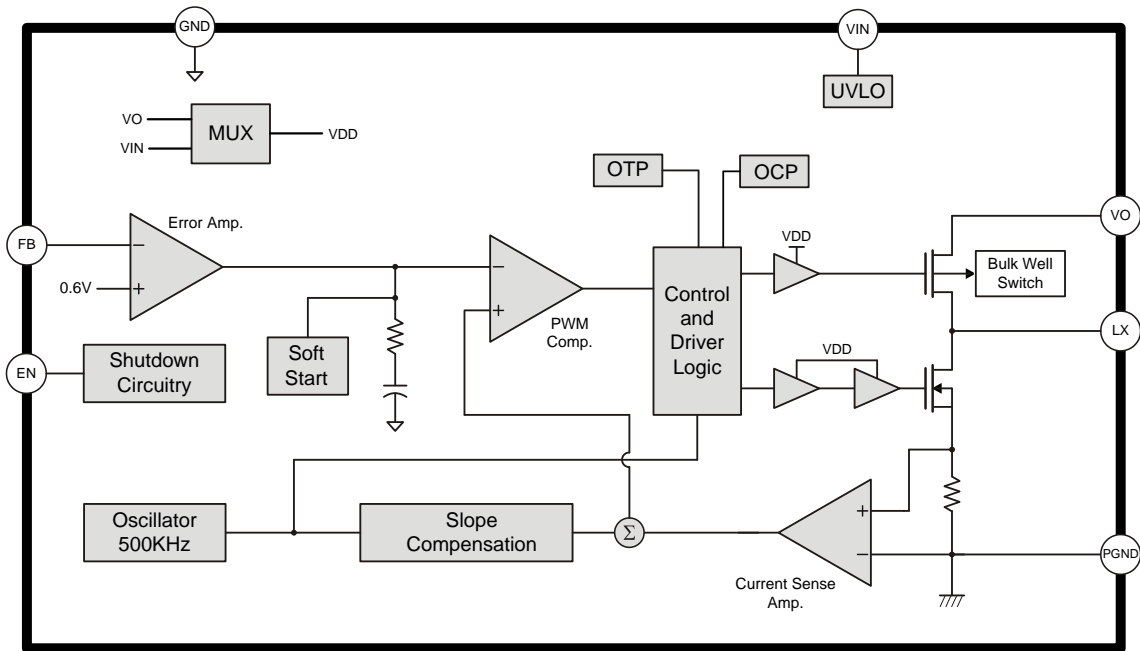 GND
VIN
UVLO
VO
VIN
MUX
VDD
OTP
OCP
Error Amp.
FB
−
+
0.6V
−
+
PWM
Comp.
Control
and
Driver
Logic
VDD
VO
Bulk Well
Switch
LX
VDD
EN
Shutdown
Circuitry
Soft
Start
Oscillator
500KHz
Slope
Compensation
Σ
+
−
Current Sense
Amp.
PGND